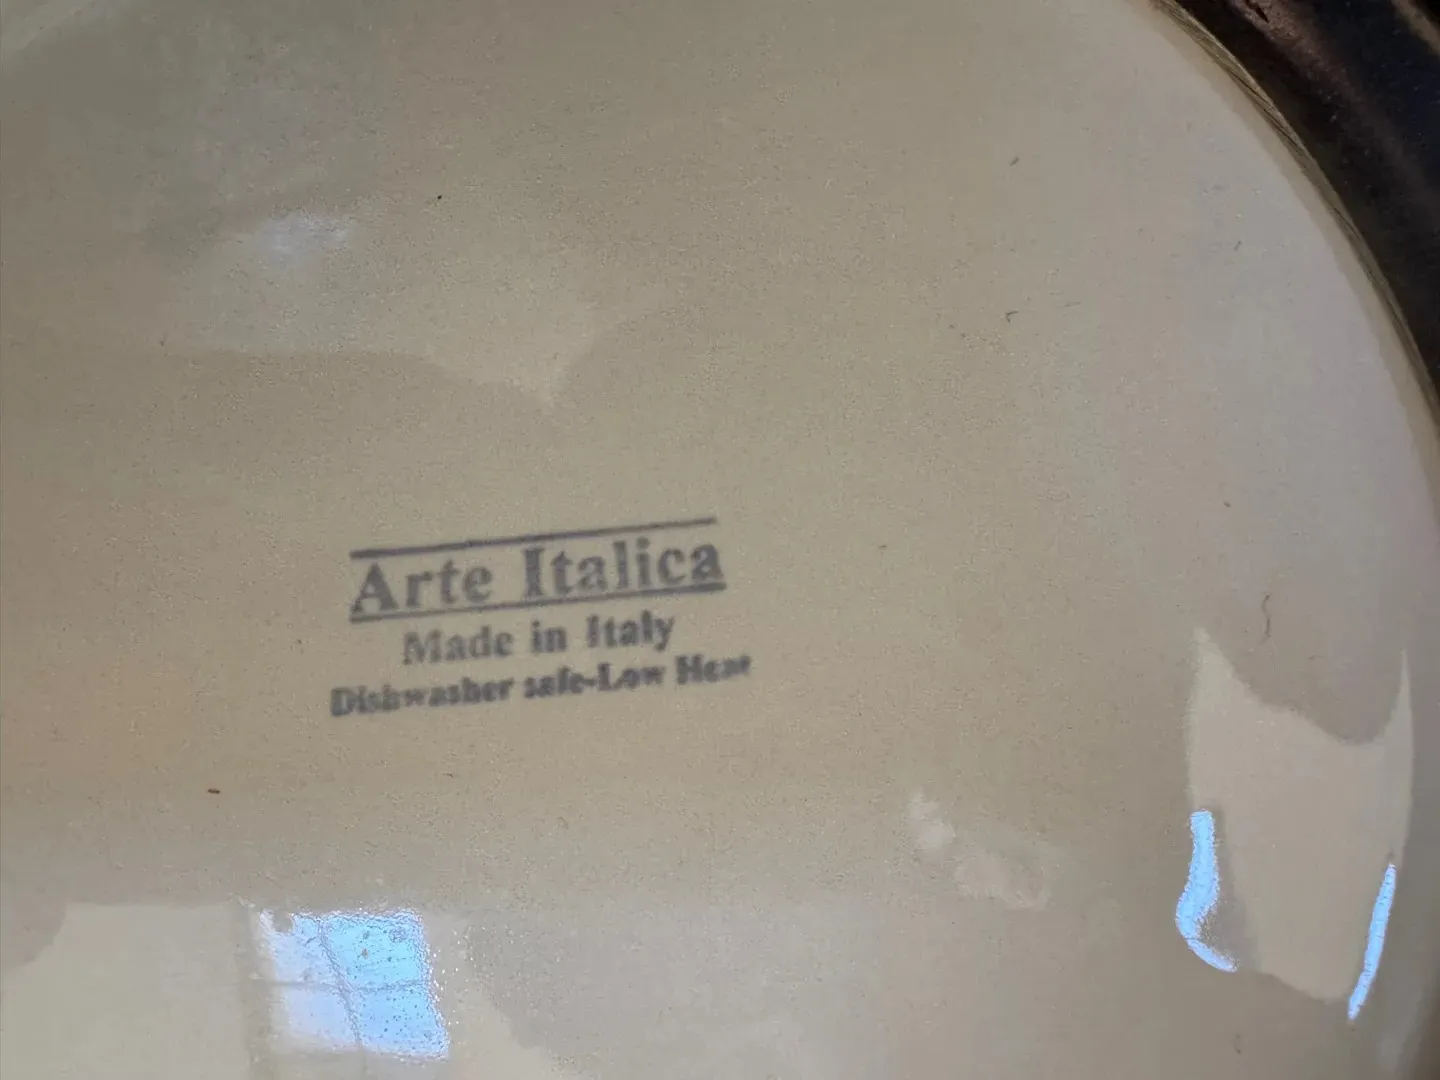 Arte Italica
Made in Italy
Dishwasher safe-Low Heat